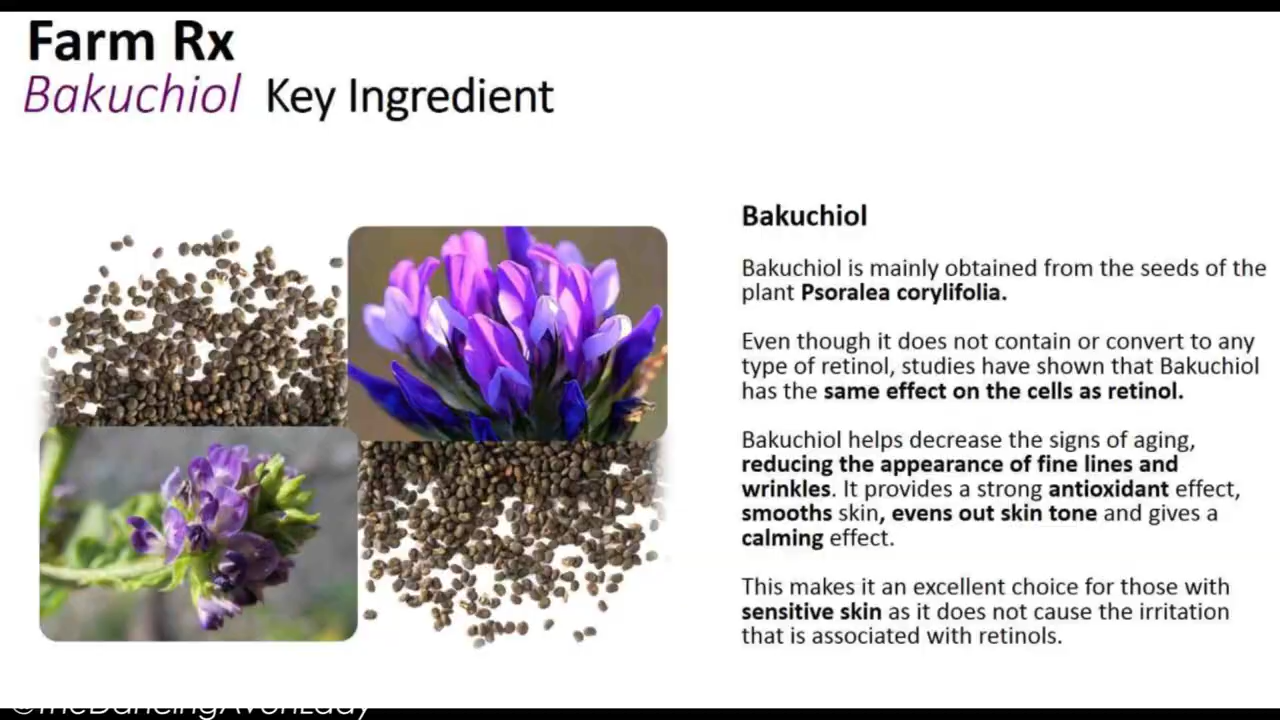 Farm Rx
Bakuchiol Key Ingredient
Bakuchiol
Bakuchiol is mainly obtained from the seeds of the
plant Psoralea corylifolia.
Even though it does not contain or convert to any
type of retinol, studies have shown that Bakuchiol
has the same effect on the cells as retinol.
Bakuchiol helps decrease the signs of aging,
reducing the appearance of fine lines and
wrinkles. It provides a strong antioxidant effect,
smooths skin, evens out skin tone and gives a
calming effect.
This makes it an excellent choice for those with
sensitive skin as it does not cause the irritation
that is associated with retinols.
©TheDancingAvonLady